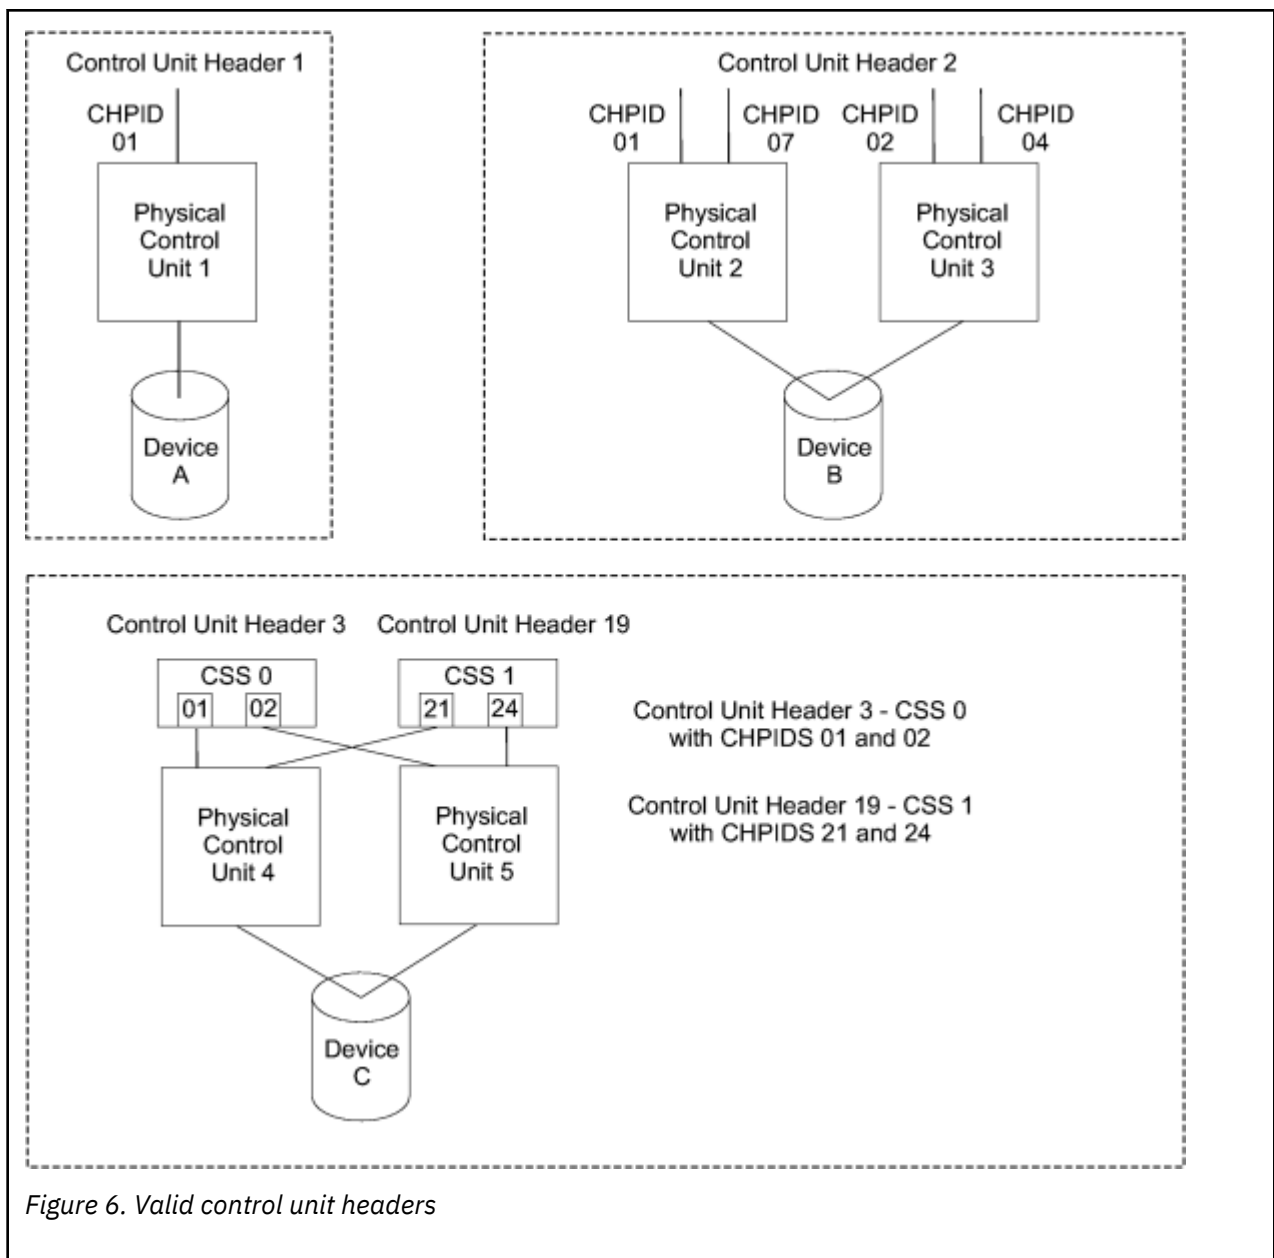 Control Unit Header 1
CHPID
01
Physical
Control
Unit 1
Device
A
Control Unit Header 2
CHPID
01
CHPID
07
CHPID
02
CHPID
04
Physical
Control
Unit 2
Physical
Control
Unit 3
Device
B
Control Unit Header 3
Control Unit Header 19
CSS 0
01
02
CSS 1
21
24
Control Unit Header 3 - CSS 0
with CHPIDS 01 and 02
Control Unit Header 19 - CSS 1
with CHPIDS 21 and 24
Physical
Control
Unit 4
Physical
Control
Unit 5
Device
C
Figure 6. Valid control unit headers